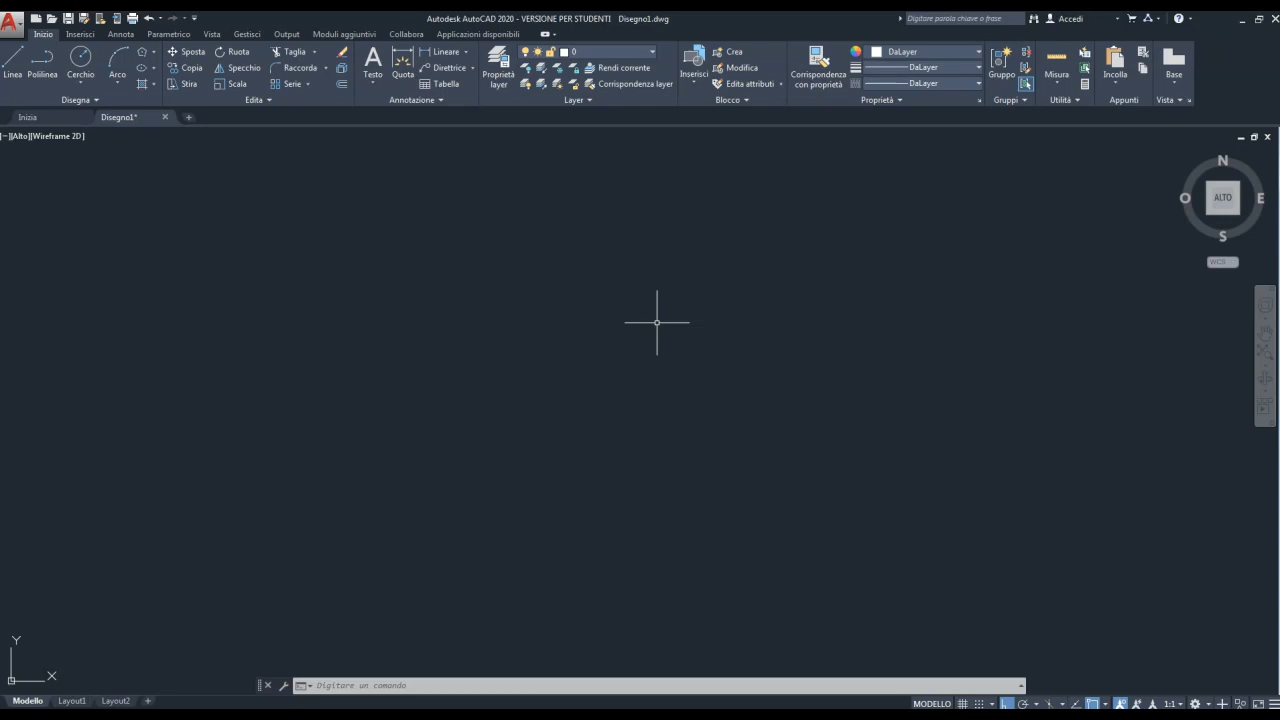 Autodesk AutoCAD 2020 - VERSIONE PER STUDENTI Disegno1.dwg
Digitare parola chiave o frase
Accedi
Inizio Inserisci Annota Parametrico Vista Gestisci Output Moduli aggiuntivi Collabora Applicazioni disponibili
Sposta Ruota Taglia Lineare 0 Crea DaLayer
Copia Specchio Raccorda Direttrice Rendi corrente Modifica DaLayer
Linea Polilinea Cerchio Arco Testo Quota Proprietà layer Inserisci Corrispondenza con proprietà Gruppo Misura Incolla Base
Stira Scala Serie Tabella Corrispondenza layer Edita attributi DaLayer
Disegna Edita Annotazione Layer Blocco Proprietà Gruppi Utilità Appunti Vista
Inizia Disegno1*
[−][Alto][Wireframe 2D]
N
O ALTO E
S
WCS
Y
X
Digitare un comando
Modello Layout1 Layout2 MODELLO 1:1